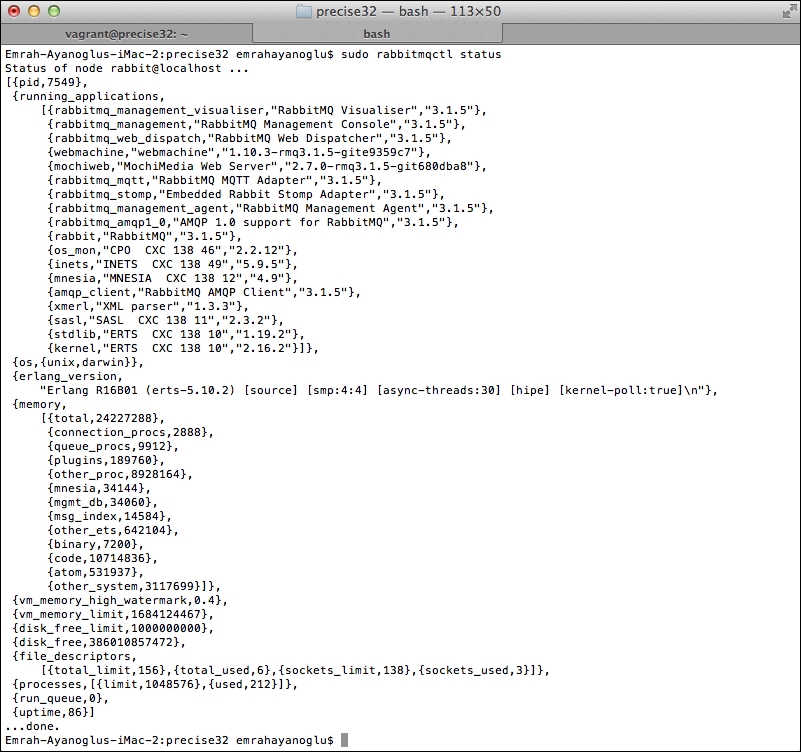 precise32 — bash — 113×50
vagrant@precise32: ~ bash
Emrah-Ayanoglus-iMac-2:precise32 emrahayanoglu$ sudo rabbitmqctl status
Status of node rabbit@localhost ...
[{pid,7549},
 {running_applications,
     [{rabbitmq_management_visualiser,"RabbitMQ Visualiser","3.1.5"},
      {rabbitmq_management,"RabbitMQ Management Console","3.1.5"},
      {rabbitmq_web_dispatch,"RabbitMQ Web Dispatcher","3.1.5"},
      {webmachine,"webmachine","1.10.3-rmq3.1.5-gite9359c7"},
      {mochiweb,"MochiMedia Web Server","2.7.0-rmq3.1.5-git680dba8"},
      {rabbitmq_mqtt,"RabbitMQ MQTT Adapter","3.1.5"},
      {rabbitmq_stomp,"Embedded Rabbit Stomp Adapter","3.1.5"},
      {rabbitmq_management_agent,"RabbitMQ Management Agent","3.1.5"},
      {rabbitmq_amqp1_0,"AMQP 1.0 support for RabbitMQ","3.1.5"},
      {rabbit,"RabbitMQ","3.1.5"},
      {os_mon,"CPO  CXC 138 46","2.2.12"},
      {inets,"INETS  CXC 138 49","5.9.5"},
      {mnesia,"MNESIA  CXC 138 12","4.9"},
      {amqp_client,"RabbitMQ AMQP Client","3.1.5"},
      {xmerl,"XML parser","1.3.3"},
      {sasl,"SASL  CXC 138 11","2.3.2"},
      {stdlib,"ERTS  CXC 138 10","1.19.2"},
      {kernel,"ERTS  CXC 138 10","2.16.2"}]},
 {os,{unix,darwin}},
 {erlang_version,
     "Erlang R16B01 (erts-5.10.2) [source] [smp:4:4] [async-threads:30] [hipe] [kernel-poll:true]\n"},
 {memory,
     [{total,24227288},
      {connection_procs,2888},
      {queue_procs,9912},
      {plugins,189760},
      {other_proc,8928164},
      {mnesia,34144},
      {mgmt_db,34060},
      {msg_index,14584},
      {other_ets,642104},
      {binary,7200},
      {code,10714836},
      {atom,531937},
      {other_system,3117699}]},
 {vm_memory_high_watermark,0.4},
 {vm_memory_limit,1684124467},
 {disk_free_limit,1000000000},
 {disk_free,386010857472},
 {file_descriptors,
     [{total_limit,156},{total_used,6},{sockets_limit,138},{sockets_used,3}]},
 {processes,[{limit,1048576},{used,212}]},
 {run_queue,0},
 {uptime,86}]
...done.
Emrah-Ayanoglus-iMac-2:precise32 emrahayanoglu$